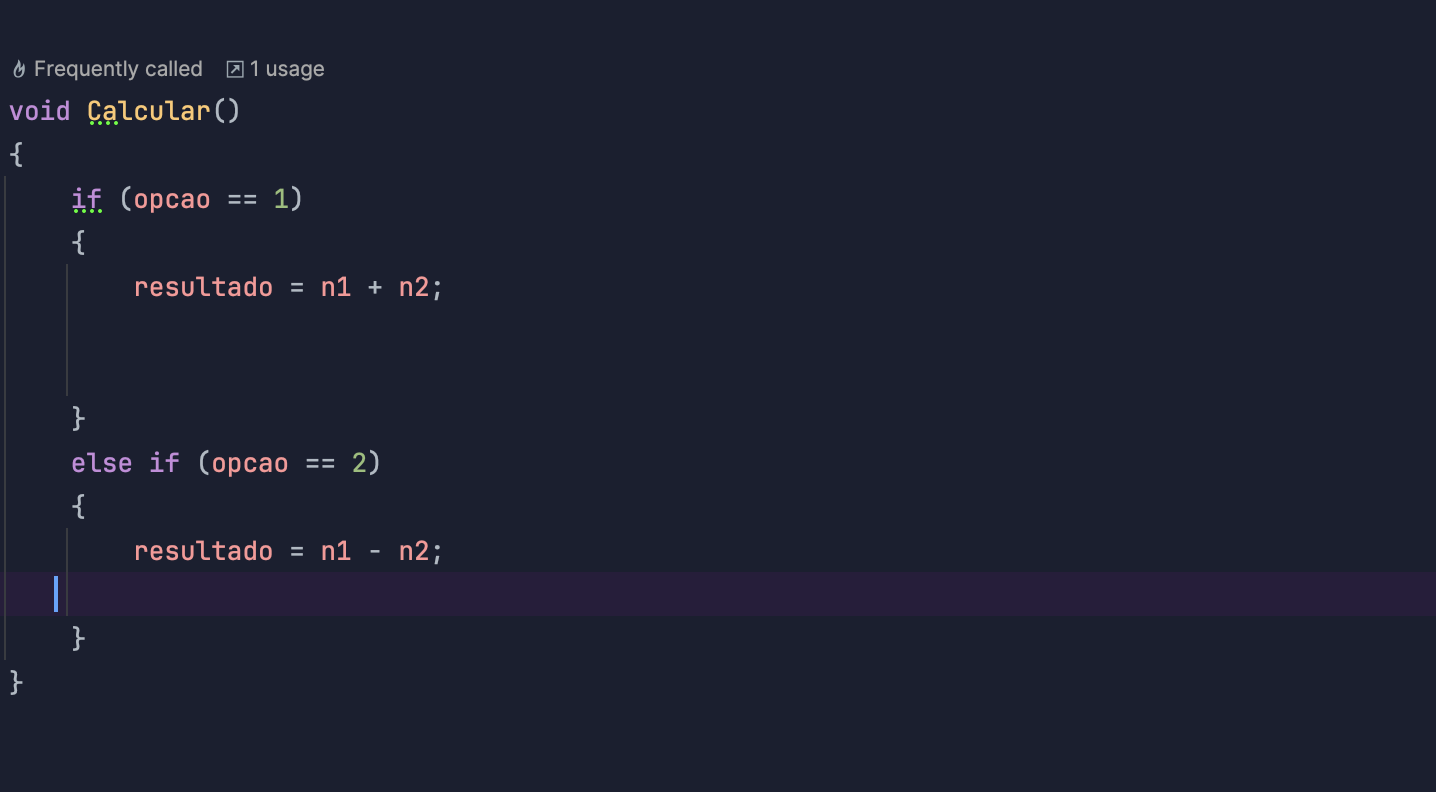 Frequently called 1 usage
void Calcular()
{
    if (opcao == 1)
    {
        resultado = n1 + n2;
    }
    else if (opcao == 2)
    {
        resultado = n1 - n2;
    }
}